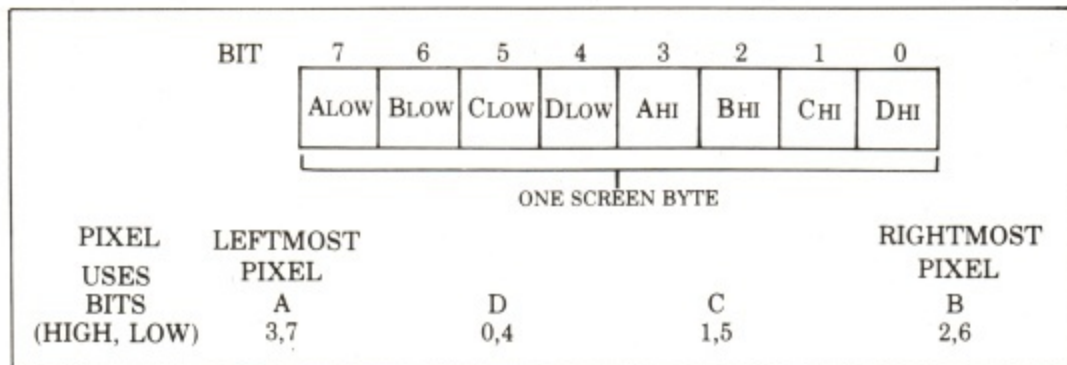 BIT 7 6 5 4 3 2 1 0
ALOW BLOW CLOW DLOW AHI BHI CHI DHI
ONE SCREEN BYTE
PIXEL LEFTMOST RIGHTMOST
USES PIXEL PIXEL
BITS A D C B
(HIGH, LOW) 3,7 0,4 1,5 2,6